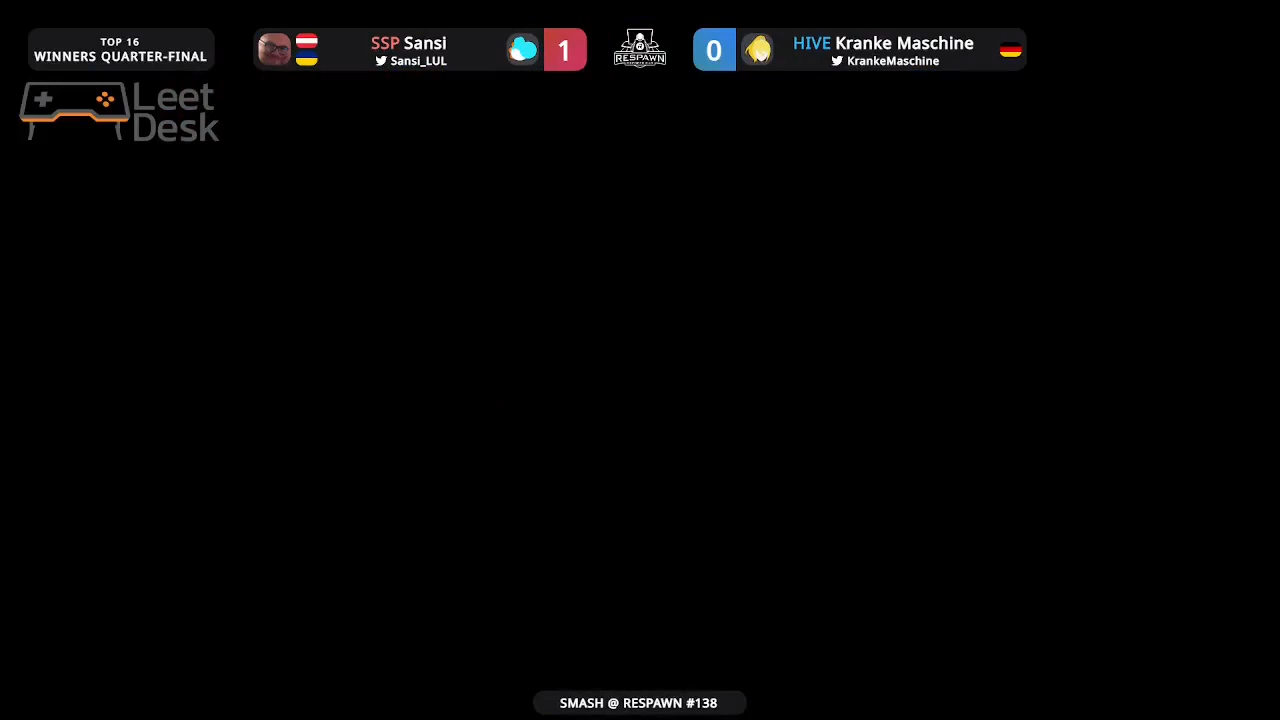 TOP 16
WINNERS QUARTER-FINAL
SSP Sansi
Sansi_LUL
1
RESPAWN
0
HIVE Kranke Maschine
KrankeMaschine
Leet
Desk
SMASH @ RESPAWN #138